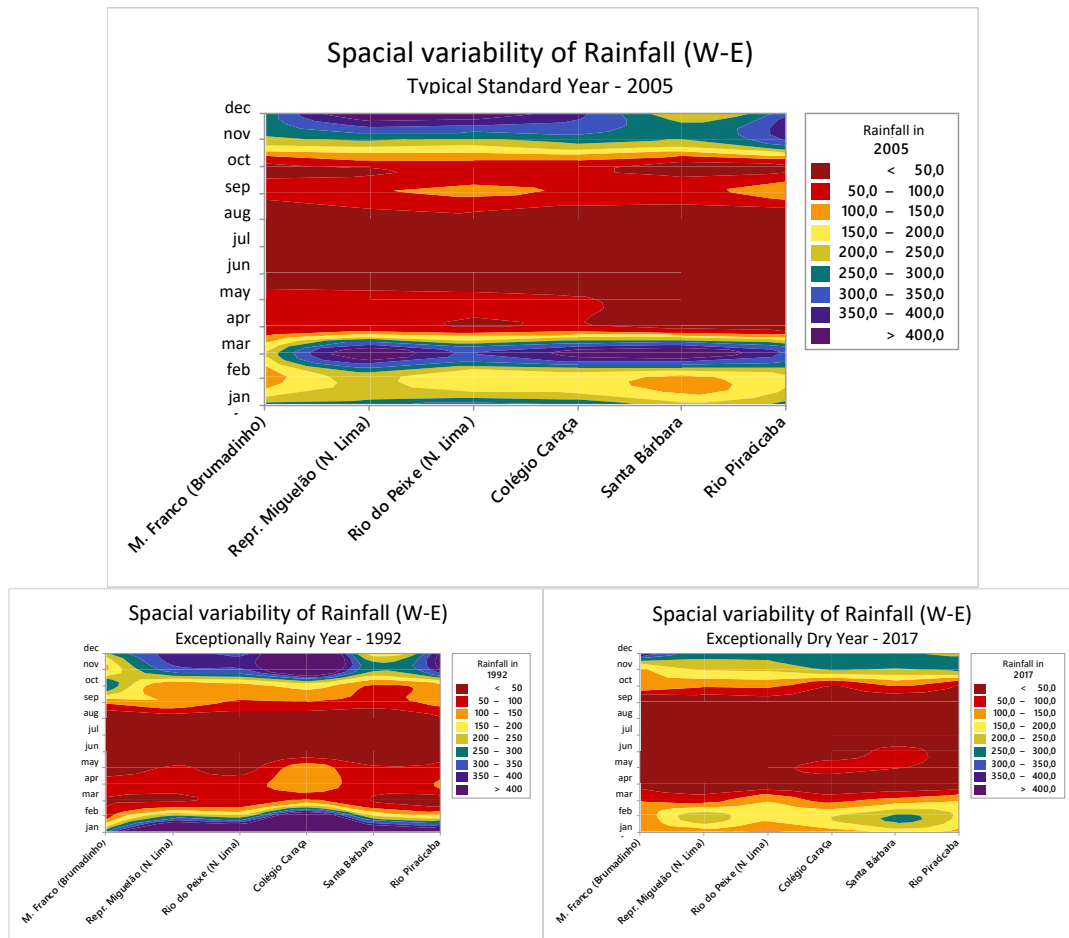 Spacial variability of Rainfall (W-E)
Typical Standard Year - 2005
dec
nov
oct
sep
aug
jul
jun
may
apr
mar
feb
jan
M. Franco (Brumadinho)
Repr. Miguelão (N. Lima)
Rio do Peixe (N. Lima)
Colégio Caraça
Santa Bárbara
Rio Piracicaba
Rainfall in
2005
< 50,0
50,0 – 100,0
100,0 – 150,0
150,0 – 200,0
200,0 – 250,0
250,0 – 300,0
300,0 – 350,0
350,0 – 400,0
> 400,0
Spacial variability of Rainfall (W-E)
Exceptionally Rainy Year - 1992
dec
nov
oct
sep
aug
jul
jun
may
apr
mar
feb
jan
M. Franco (Brumadinho)
Repr. Miguelão (N. Lima)
Rio do Peixe (N. Lima)
Colégio Caraça
Santa Bárbara
Rio Piracicaba
Rainfall in
1992
< 50
50 – 100
100 – 150
150 – 200
200 – 250
250 – 300
300 – 350
350 – 400
> 400
Spacial variability of Rainfall (W-E)
Exceptionally Dry Year - 2017
dec
nov
oct
sep
aug
jul
jun
may
apr
mar
feb
jan
M. Franco (Brumadinho)
Repr. Miguelão (N. Lima)
Rio do Peixe (N. Lima)
Colégio Caraça
Santa Bárbara
Rio Piracicaba
Rainfall in
2017
< 50,0
50,0 – 100,0
100,0 – 150,0
150,0 – 200,0
200,0 – 250,0
250,0 – 300,0
300,0 – 350,0
350,0 – 400,0
> 400,0